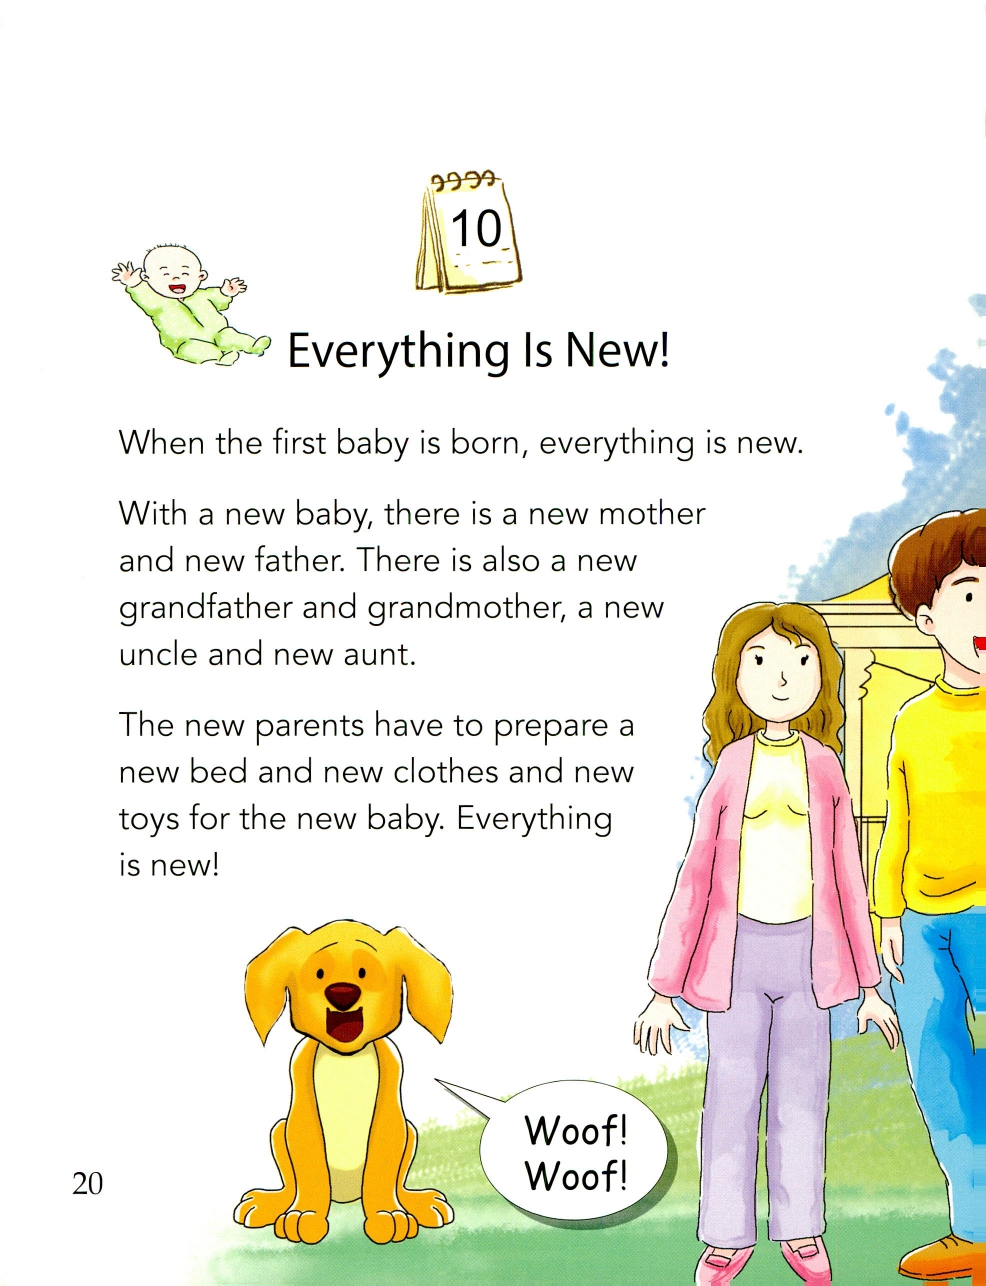 10
Everything Is New!
When the first baby is born, everything is new.
With a new baby, there is a new mother
and new father. There is also a new
grandfather and grandmother, a new
uncle and new aunt.
The new parents have to prepare a
new bed and new clothes and new
toys for the new baby. Everything
is new!
Woof!
Woof!
20